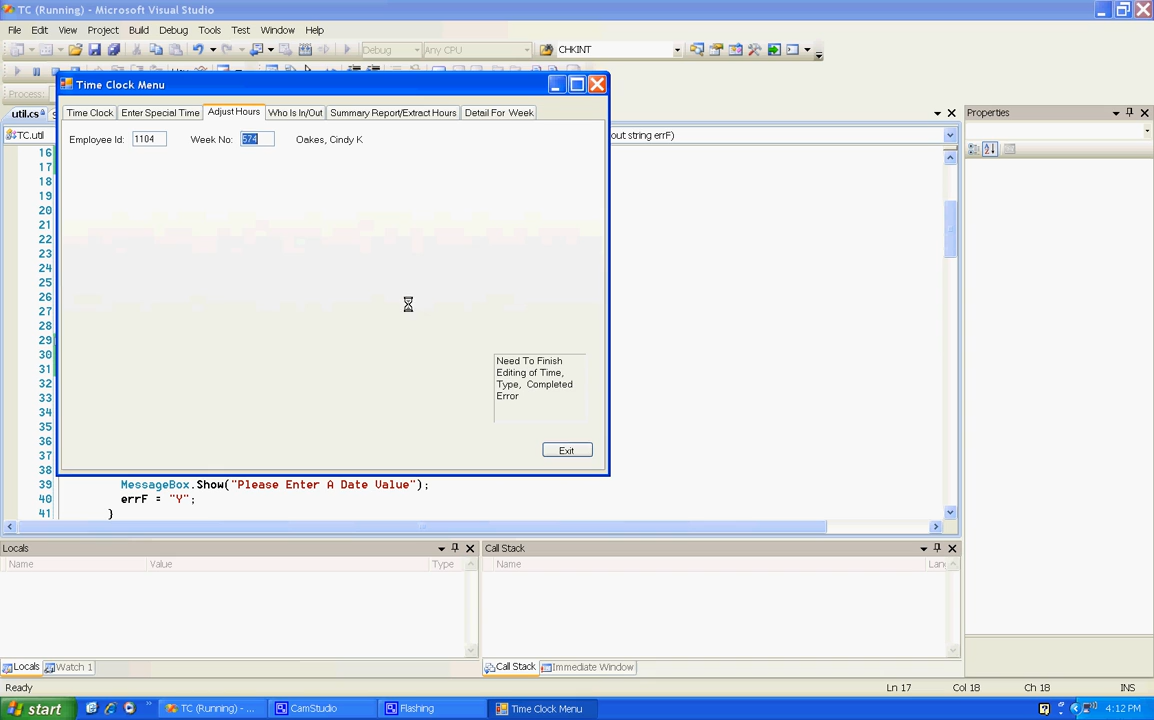 TC (Running) - Microsoft Visual Studio
File Edit View Project Build Debug Tools Test Window Help
Debug Any CPU CHKINT
Process:
Time Clock Menu
Time Clock Enter Special Time Adjust Hours Who Is In/Out Summary Report/Extract Hours Detail For Week
Employee Id: 1104 Week No: 574 Oakes, Cindy K
Need To Finish
Editing of Time,
Type, Completed
Error
Exit
util.cs
TC.util
out string errF)
Properties
16
17
18
19
20
21
22
23
24
25
26
27
28
29
30
31
32
33
34
35
36
37
38
39 MessageBox.Show("Please Enter A Date Value");
40 errF = "Y";
41 }
Locals
Name Value Type
Call Stack
Name Lan
Locals Watch 1
Call Stack Immediate Window
Ready Ln 17 Col 18 Ch 18 INS
start TC (Running) - ... CamStudio Flashing Time Clock Menu 4:12 PM